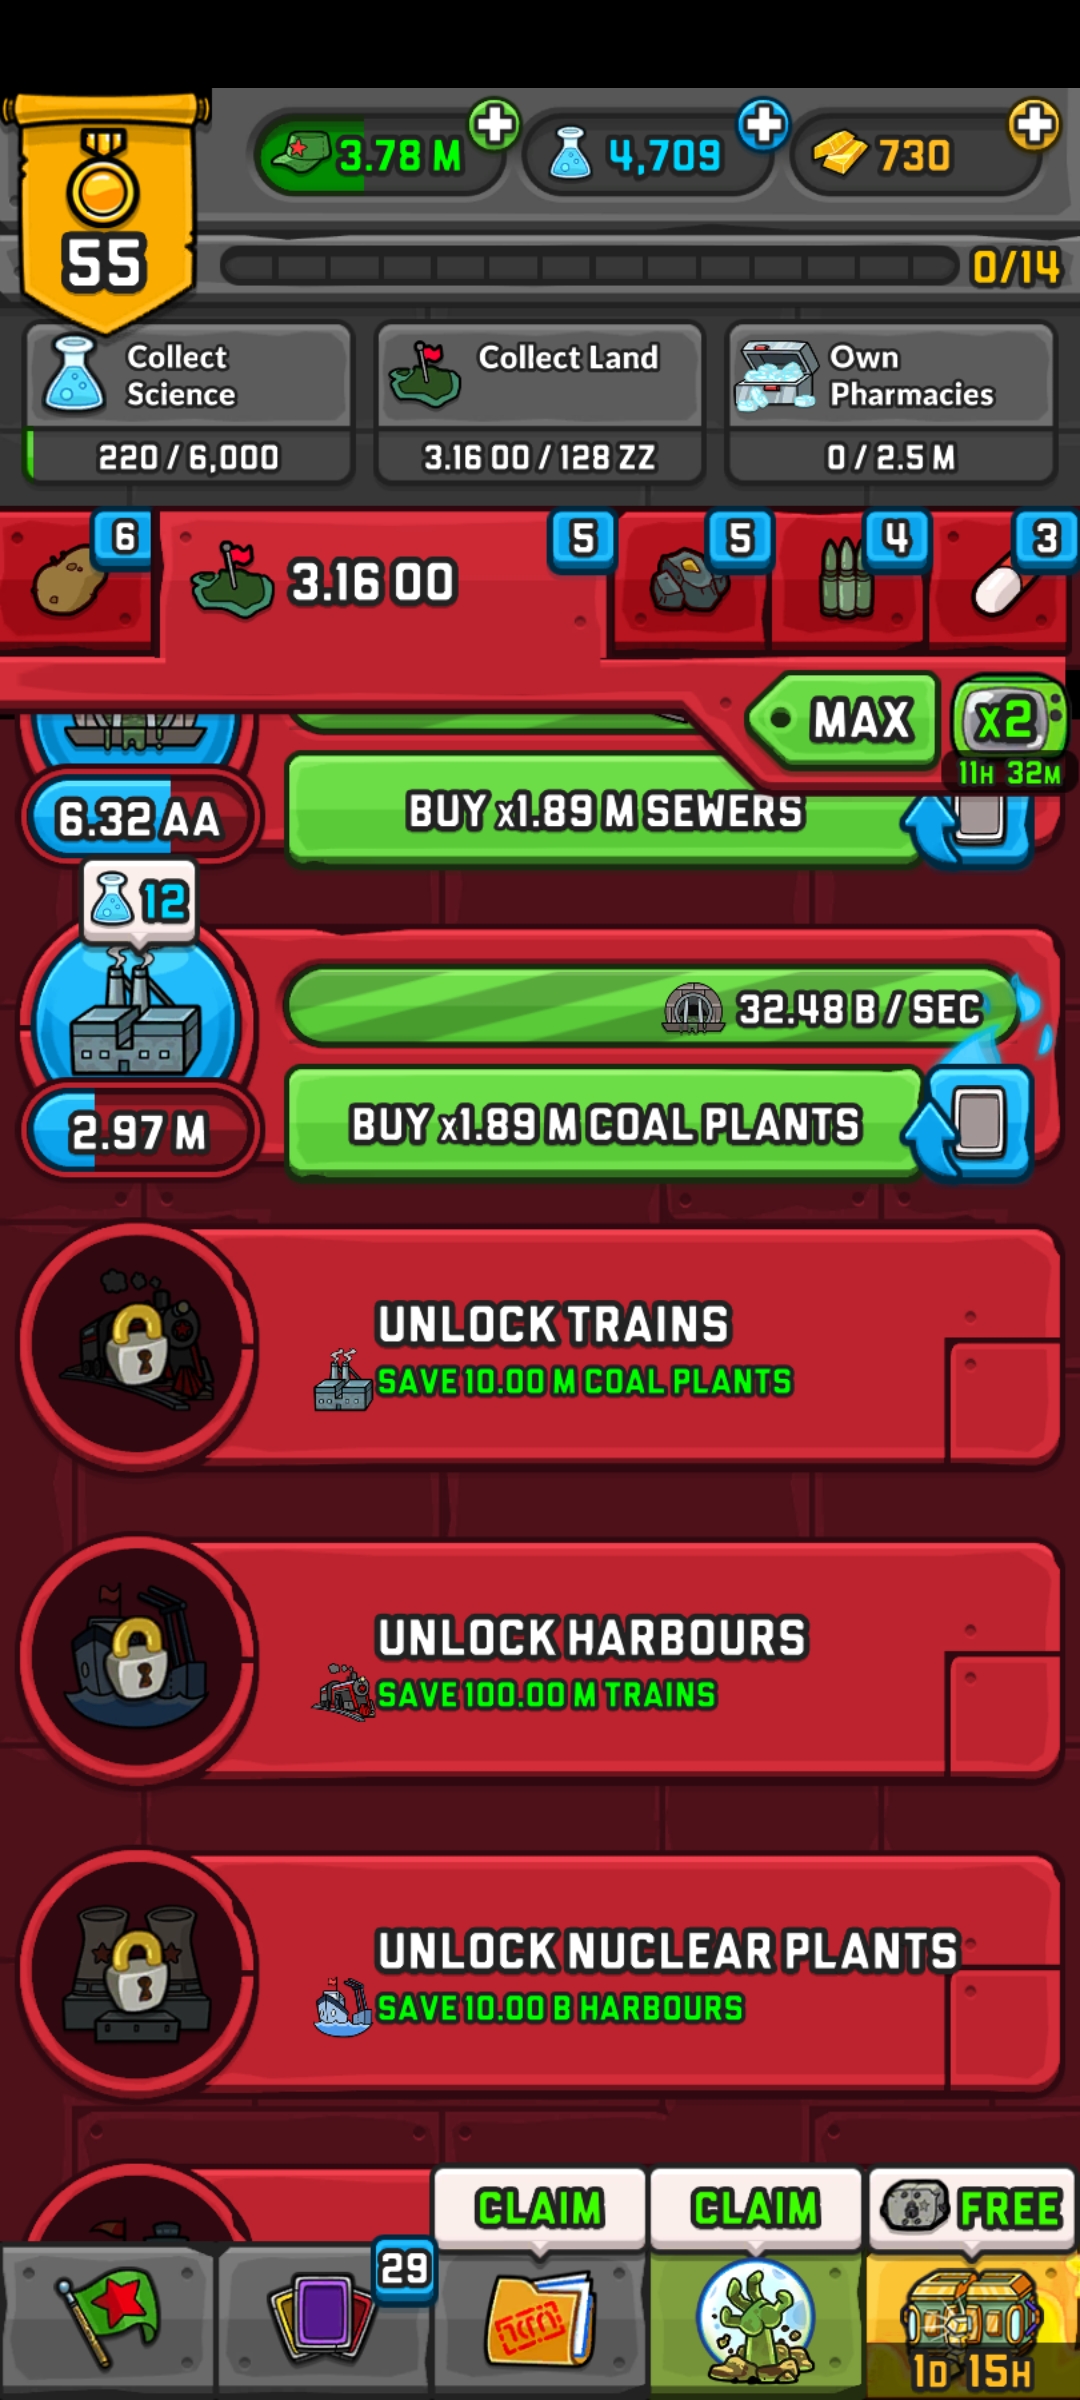 55
3.78 M
4,709
730
0/14
Collect
Science
220 / 6,000
Collect Land
3.16 OO / 128 ZZ
Own
Pharmacies
0 / 2.5 M
6
3.16 OO
5
5
4
3
MAX
x2
11H 32M
6.32 AA
BUY x1.89 M SEWERS
12
32.48 B / SEC
2.97 M
BUY x1.89 M COAL PLANTS
UNLOCK TRAINS
SAVE 10.00 M COAL PLANTS
UNLOCK HARBOURS
SAVE 100.00 M TRAINS
UNLOCK NUCLEAR PLANTS
SAVE 10.00 B HARBOURS
CLAIM
CLAIM
FREE
29
1D 15H